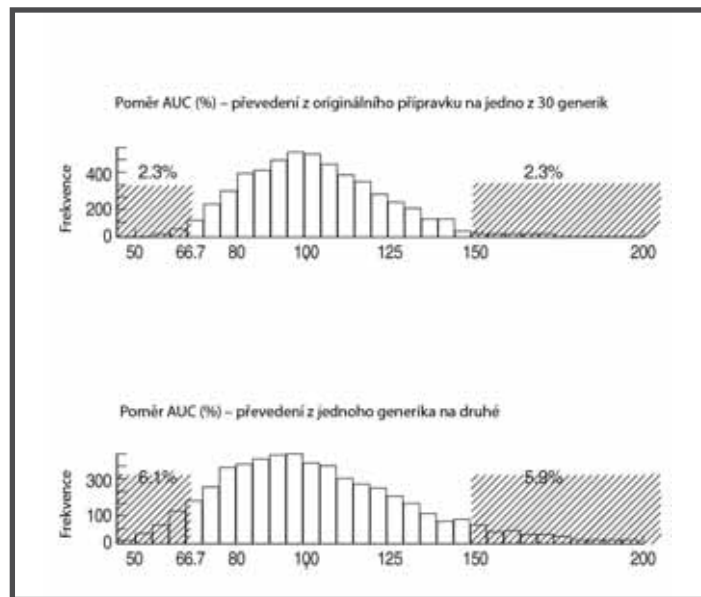 Poměr AUC (%) – převedení z originálního přípravku na jedno z 30 generik
Frekvence
400
200
0
2.3%
2.3%
50 66.7 80 100 125 150 200
Poměr AUC (%) – převedení z jednoho generika na druhé
Frekvence
300
100
0
6.1%
5.9%
50 66.7 80 100 125 150 200